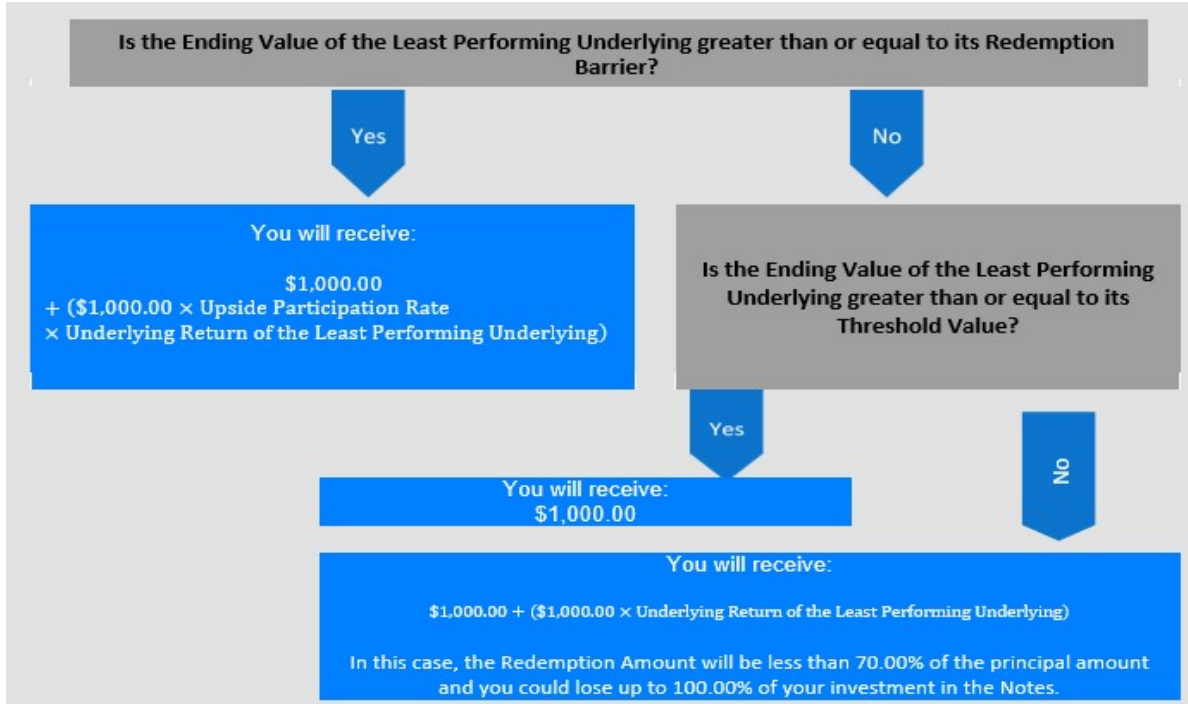 Is the Ending Value of the Least Performing Underlying greater than or equal to its Redemption
Barrier?
Yes
No
You will receive:
$1,000.00
+ ($1,000.00 × Upside Participation Rate
× Underlying Return of the Least Performing Underlying)
Is the Ending Value of the Least Performing
Underlying greater than or equal to its
Threshold Value?
Yes
No
You will receive:
$1,000.00
You will receive:
$1,000.00 + ($1,000.00 × Underlying Return of the Least Performing Underlying)
In this case, the Redemption Amount will be less than 70.00% of the principal amount
and you could lose up to 100.00% of your investment in the Notes.